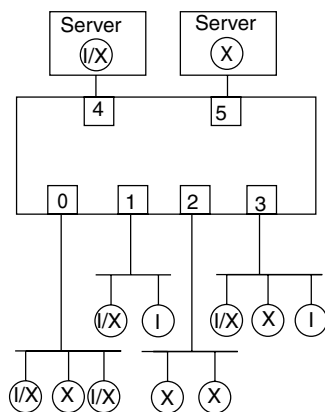 Server Server
I/X X
4 5
0 1 2 3
I/X I I/X X I
I/X X I/X X X